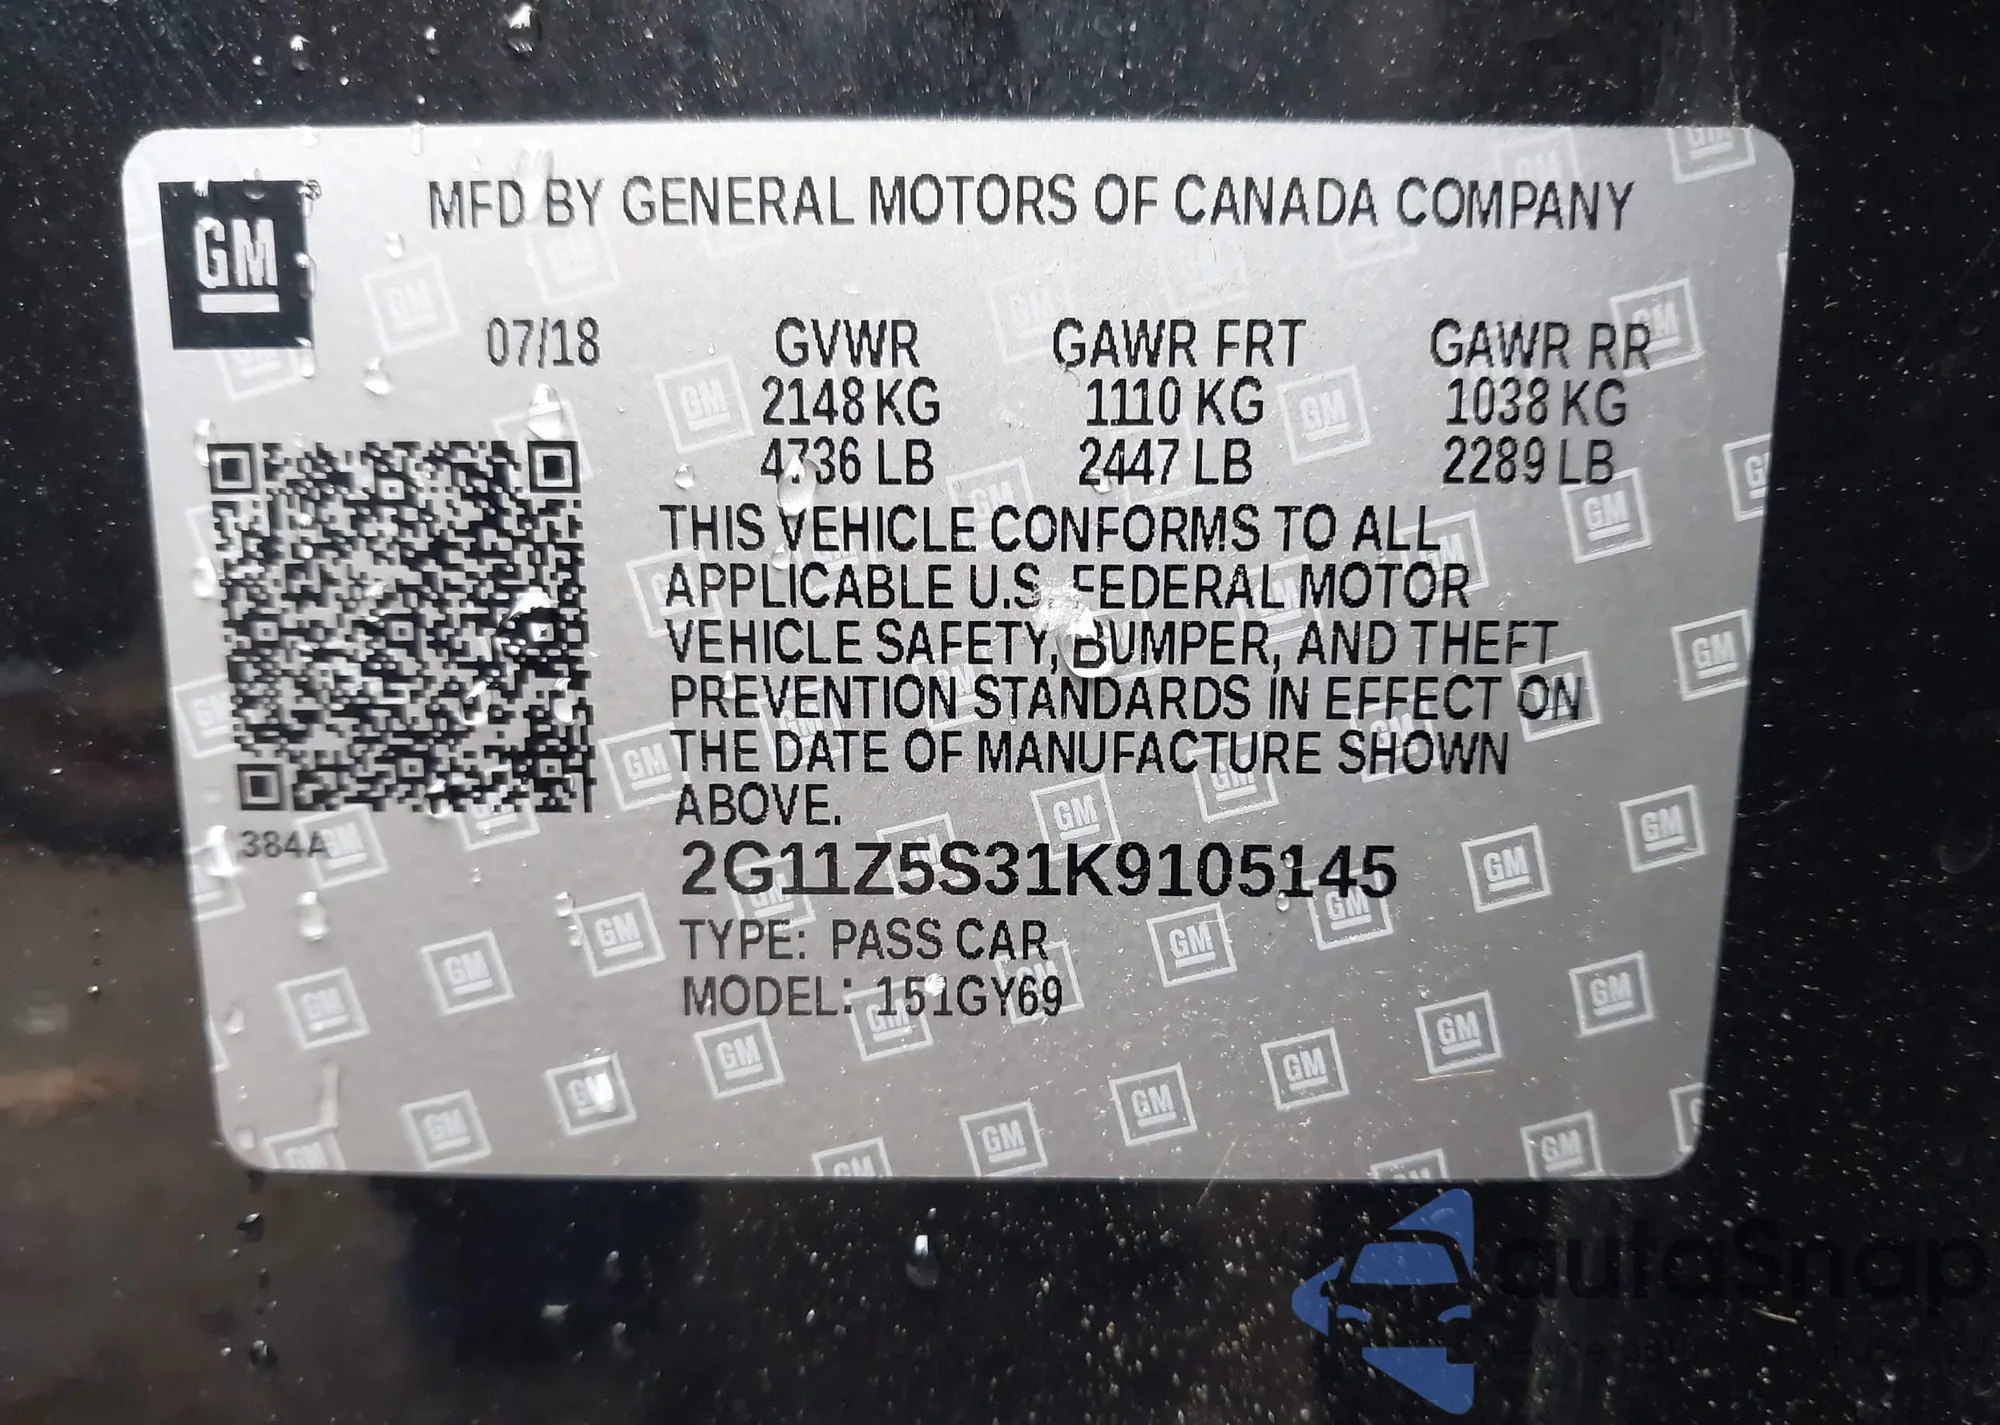 GM
MFD BY GENERAL MOTORS OF CANADA COMPANY
07/18 GVWR GAWR FRT GAWR RR
2148 KG 1110 KG 1038 KG
4736 LB 2447 LB 2289 LB
THIS VEHICLE CONFORMS TO ALL
APPLICABLE U.S. FEDERAL MOTOR
VEHICLE SAFETY, BUMPER, AND THEFT
PREVENTION STANDARDS IN EFFECT ON
THE DATE OF MANUFACTURE SHOWN
ABOVE.
384A
2G11Z5S31K9105145
TYPE: PASS CAR
MODEL: 151GY69
autaSnap